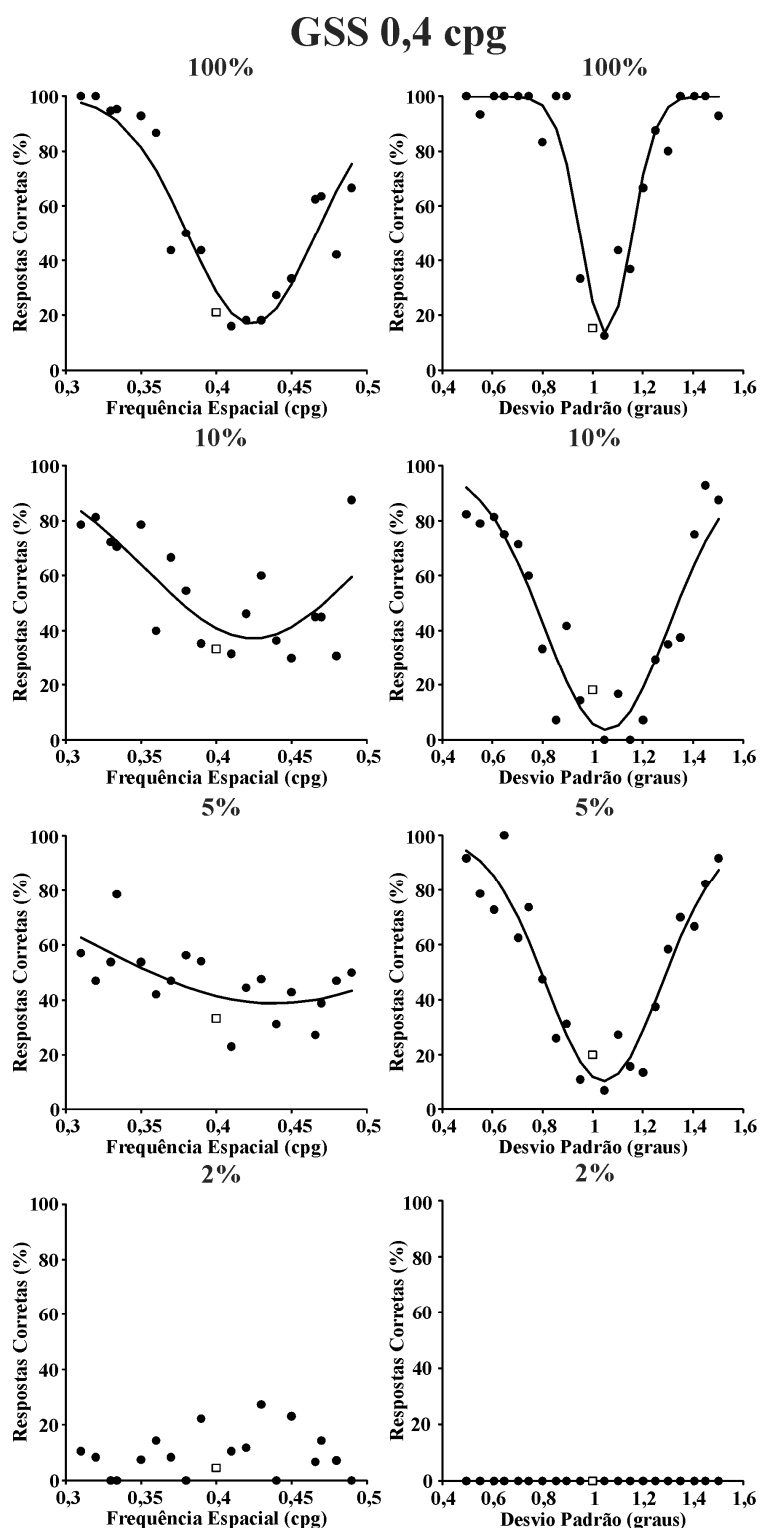 GSS 0,4 cpg
100%
100%
Respostas Corretas (%)
100
80
60
40
20
0
0,3 0,35 0,4 0,45 0,5
Frequência Espacial (cpg)
Respostas Corretas (%)
100
80
60
40
20
0
0,4 0,6 0,8 1 1,2 1,4 1,6
Desvio Padrão (graus)
10%
10%
Respostas Corretas (%)
100
80
60
40
20
0
0,3 0,35 0,4 0,45 0,5
Frequência Espacial (cpg)
Respostas Corretas (%)
100
80
60
40
20
0
0,4 0,6 0,8 1 1,2 1,4 1,6
Desvio Padrão (graus)
5%
5%
Respostas Corretas (%)
100
80
60
40
20
0
0,3 0,35 0,4 0,45 0,5
Frequência Espacial (cpg)
Respostas Corretas (%)
100
80
60
40
20
0
0,4 0,6 0,8 1 1,2 1,4 1,6
Desvio Padrão (graus)
2%
2%
Respostas Corretas (%)
100
80
60
40
20
0
0,3 0,35 0,4 0,45 0,5
Frequência Espacial (cpg)
Respostas Corretas (%)
100
80
60
40
20
0
0,4 0,6 0,8 1 1,2 1,4 1,6
Desvio Padrão (graus)